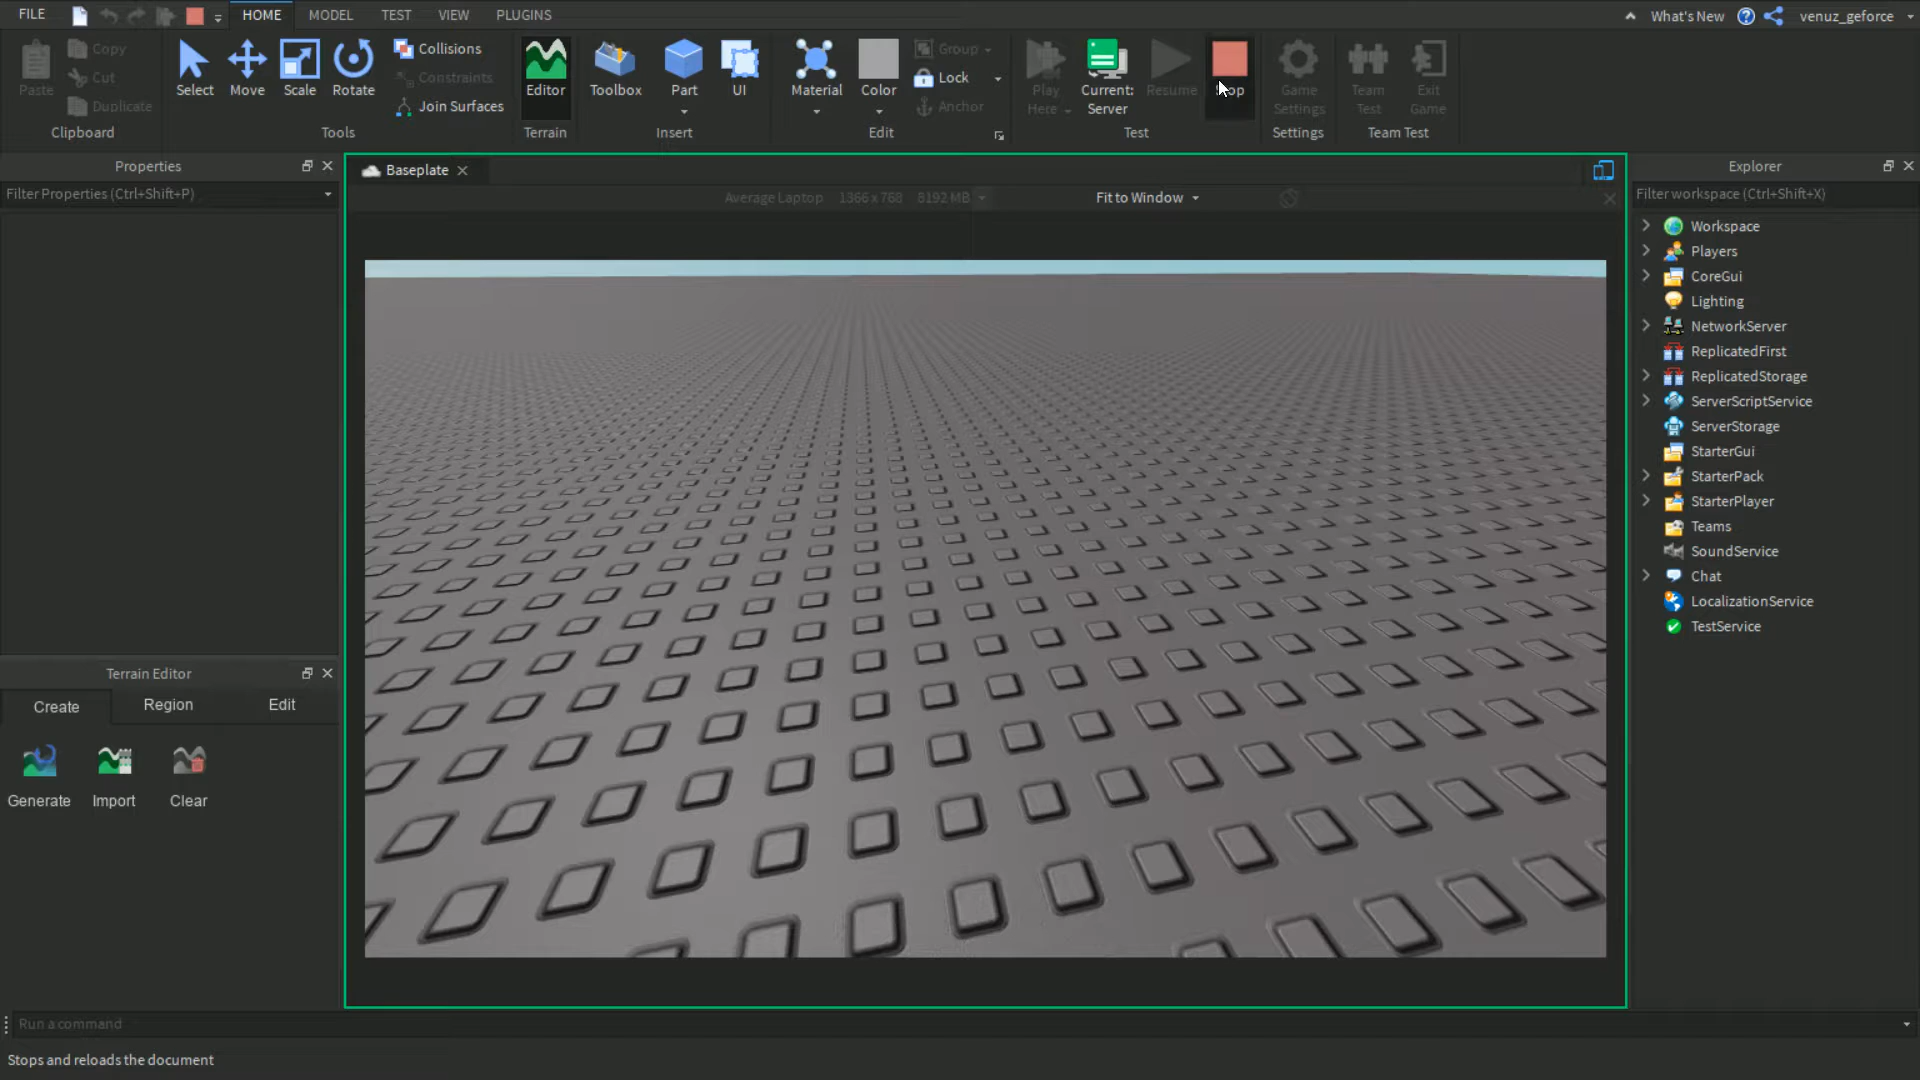 FILE HOME MODEL TEST VIEW PLUGINS What's New venuz_geforce
Paste Copy Cut Duplicate Clipboard
Select Move Scale Rotate Tools
Collisions
Constraints
Join Surfaces
Editor Terrain
Toolbox Part UI Insert
Material Color Group Lock Anchor Edit
Play Here
Current: Server
Resume
Test
Game Settings Settings
Team Test Exit Game Team Test
Properties
Filter Properties (Ctrl+Shift+P)
Terrain Editor
Create Region Edit
Generate Import Clear
Baseplate
Average Laptop 1366 x 768 8192 MB Fit to Window
Explorer
Filter workspace (Ctrl+Shift+X)
Workspace
Players
CoreGui
Lighting
NetworkServer
ReplicatedFirst
ReplicatedStorage
ServerScriptService
ServerStorage
StarterGui
StarterPack
StarterPlayer
Teams
SoundService
Chat
LocalizationService
TestService
Run a command
Stops and reloads the document